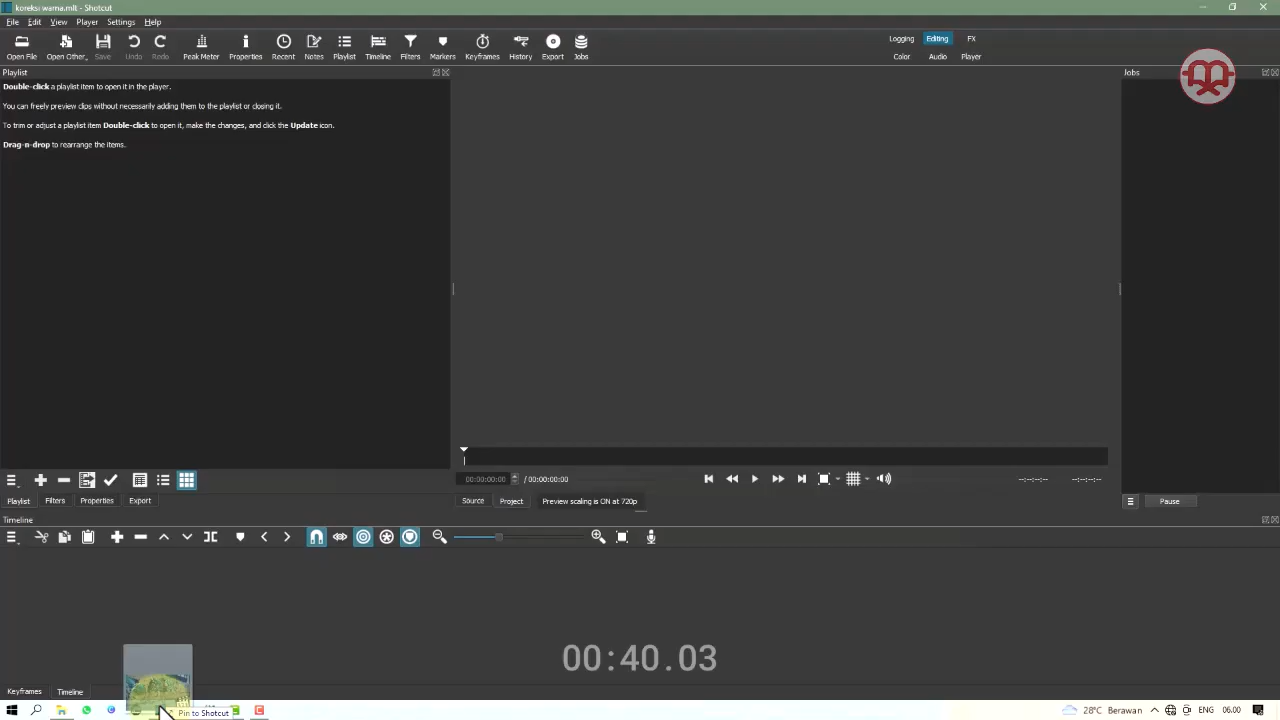 koreksi warna.mlt - Shotcut
File Edit View Player Settings Help
Open File Open Other.. Save Undo Redo Peak Meter Properties Recent Notes Playlist Timeline Filters Markers Keyframes History Export Jobs
Logging Editing FX
Color Audio Player
Playlist
Jobs
Double-click a playlist item to open it in the player.
You can freely preview clips without necessarily adding them to the playlist or closing it.
To trim or adjust a playlist item Double-click to open it, make the changes, and click the Update icon.
Drag-n-drop to rearrange the items.
00:00:00:00 / 00:00:00:00
--:--:--:-- --:--:--:--
Playlist Filters Properties Export
Source Project Preview scaling is ON at 720p
Pause
Timeline
00:40.03
Keyframes Timeline
Pin to Shotcut
28°C Berawan ENG 06.00